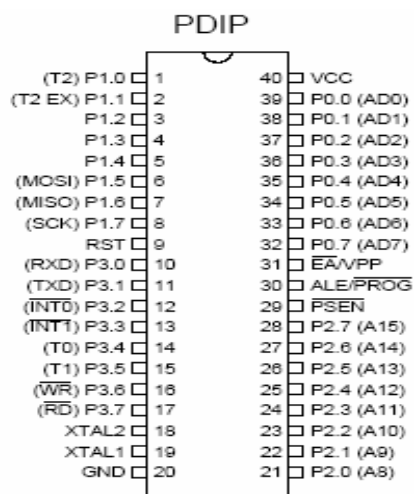 PDIP
(T2) P1.0 1 40 VCC
(T2 EX) P1.1 2 39 P0.0 (AD0)
P1.2 3 38 P0.1 (AD1)
P1.3 4 37 P0.2 (AD2)
P1.4 5 36 P0.3 (AD3)
(MOSI) P1.5 6 35 P0.4 (AD4)
(MISO) P1.6 7 34 P0.5 (AD5)
(SCK) P1.7 8 33 P0.6 (AD6)
RST 9 32 P0.7 (AD7)
(RXD) P3.0 10 31 E̅A̅/VPP
(TXD) P3.1 11 30 ALE/P̅R̅O̅G̅
(I̅N̅T̅0̅) P3.2 12 29 P̅S̅E̅N̅
(I̅N̅T̅1̅) P3.3 13 28 P2.7 (A15)
(T0) P3.4 14 27 P2.6 (A14)
(T1) P3.5 15 26 P2.5 (A13)
(W̅R̅) P3.6 16 25 P2.4 (A12)
(R̅D̅) P3.7 17 24 P2.3 (A11)
XTAL2 18 23 P2.2 (A10)
XTAL1 19 22 P2.1 (A9)
GND 20 21 P2.0 (A8)